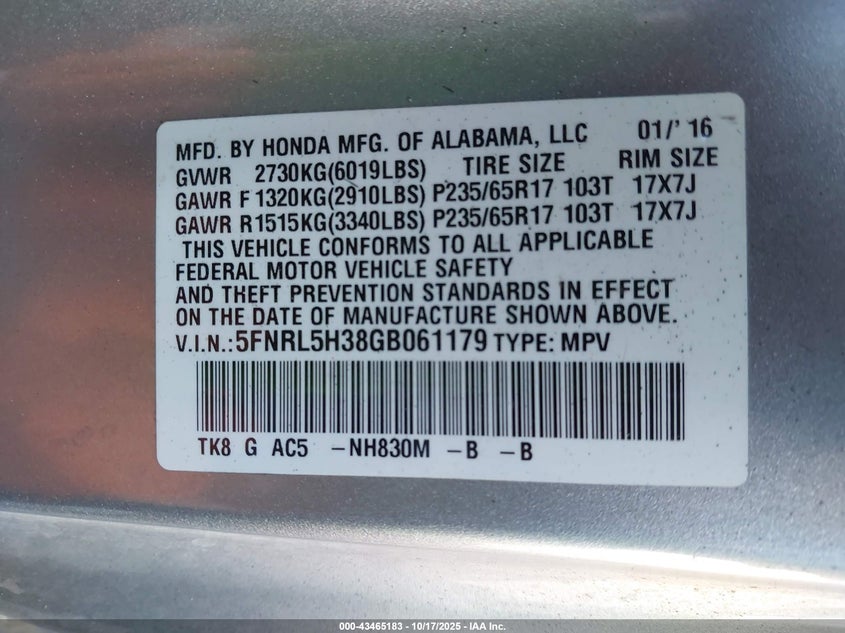 MFD. BY HONDA MFG. OF ALABAMA, LLC 01/' 16
GVWR 2730KG(6019LBS) TIRE SIZE RIM SIZE
GAWR F 1320KG(2910LBS) P235/65R17 103T 17X7J
GAWR R1515KG(3340LBS) P235/65R17 103T 17X7J
THIS VEHICLE CONFORMS TO ALL APPLICABLE
FEDERAL MOTOR VEHICLE SAFETY
AND THEFT PREVENTION STANDARDS IN EFFECT
ON THE DATE OF MANUFACTURE SHOWN ABOVE.
V.I.N.:5FNRL5H38GB061179 TYPE: MPV
TK8 G AC5 -NH830M -B -B
000-43465183 - 10/17/2025 - IAA Inc.